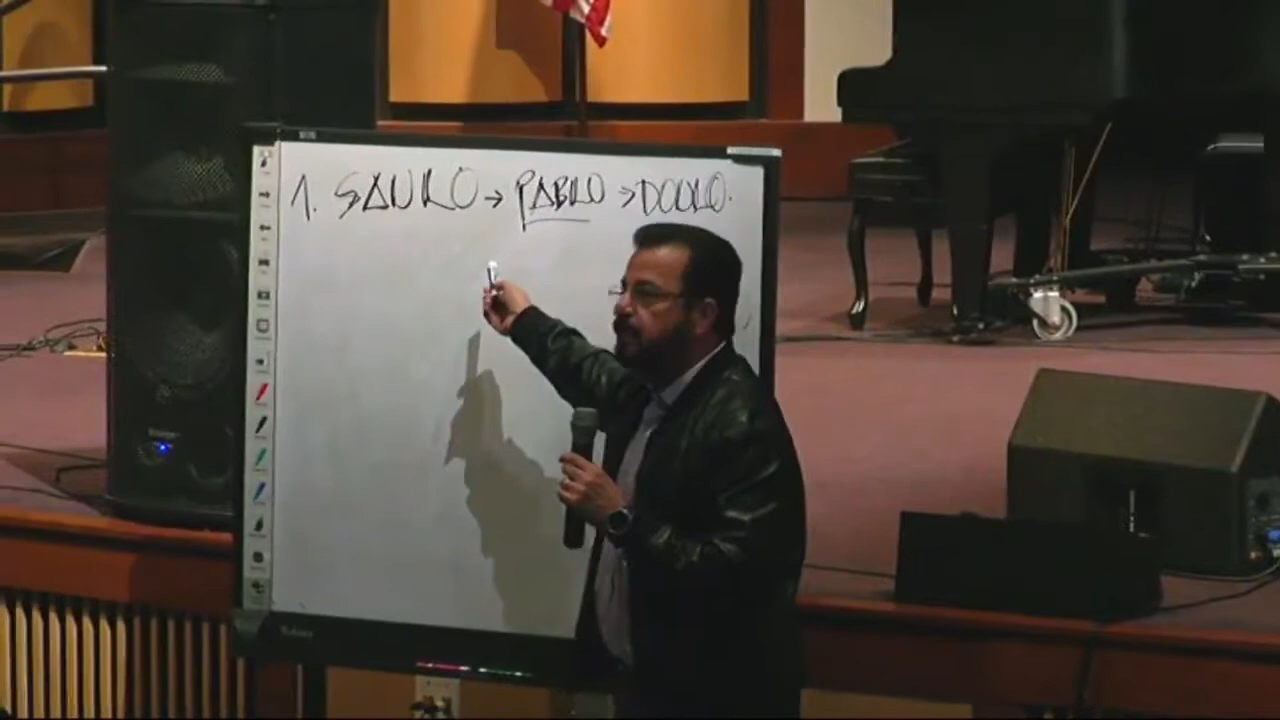 1. SAULO → PABLO → DOULO.